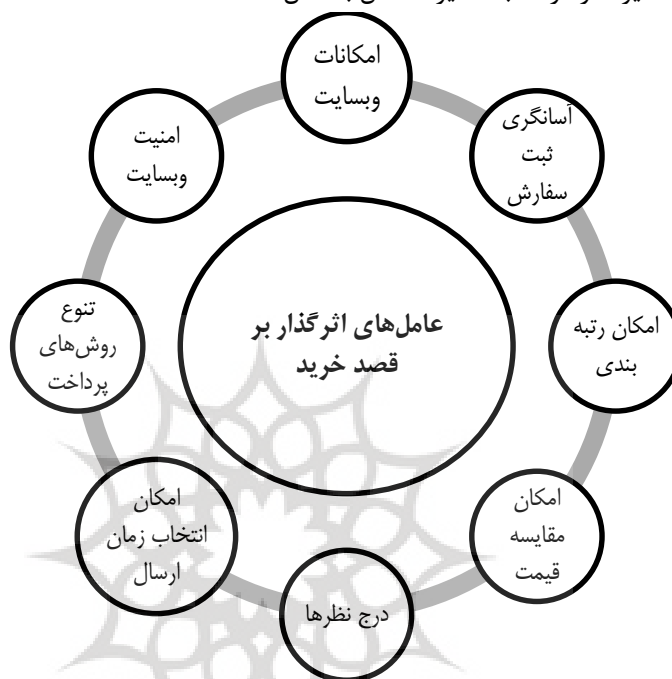 امکانات
وبسایت
آسانگری
ثبت
سفارش
امکان رتبه
بندی
امکان
مقایسه
قیمت
درج نظرها
امکان
انتخاب زمان
ارسال
تنوع
روش‌های
پرداخت
امنیت
وبسایت
عامل‌های اثرگذار بر
قصد خرید